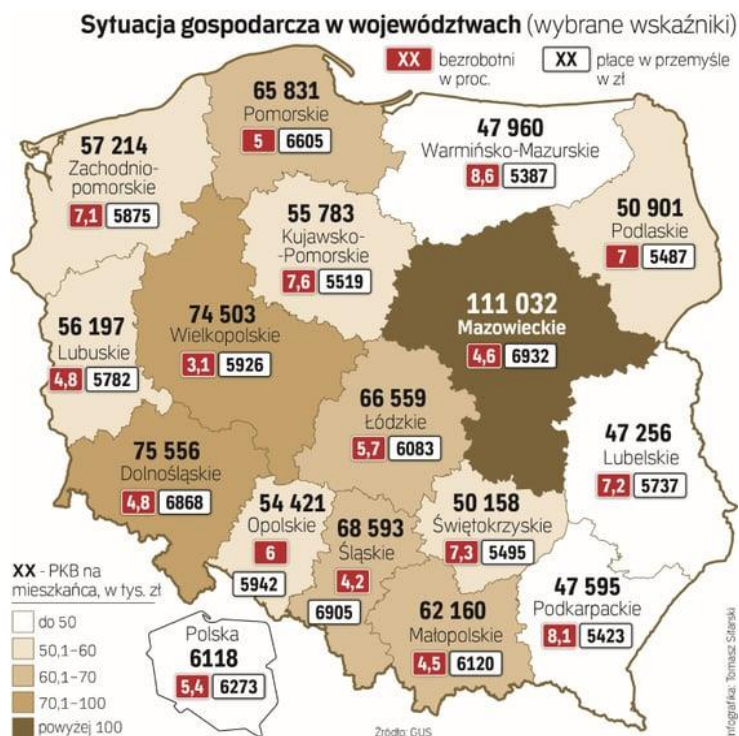 Sytuacja gospodarcza w województwach (wybrane wskaźniki)
XX bezrobotni w proc.
XX płace w przemyśle w zł
65 831
Pomorskie
5 6605
47 960
Warmińsko-Mazurskie
8,6 5387
57 214
Zachodnio-
pomorskie
7,1 5875
55 783
Kujawsko-
-Pomorskie
7,6 5519
50 901
Podlaskie
7 5487
111 032
Mazowieckie
4,6 6932
74 503
Wielkopolskie
3,1 5926
56 197
Lubuskie
4,8 5782
66 559
Łódzkie
5,7 6083
47 256
Lubelskie
7,2 5737
75 556
Dolnośląskie
4,8 6868
54 421
Opolskie
6
5942
68 593
Śląskie
4,2
6905
50 158
Świętokrzyskie
7,3 5495
62 160
Małopolskie
4,5 6120
47 595
Podkarpackie
8,1 5423
XX - PKB na
mieszkańca, w tys. zł
do 50
50,1–60
60,1–70
70,1–100
powyżej 100
Polska
6118
5,4 6273
Źródło: GUS
Infografika: Tomasz Sitarski